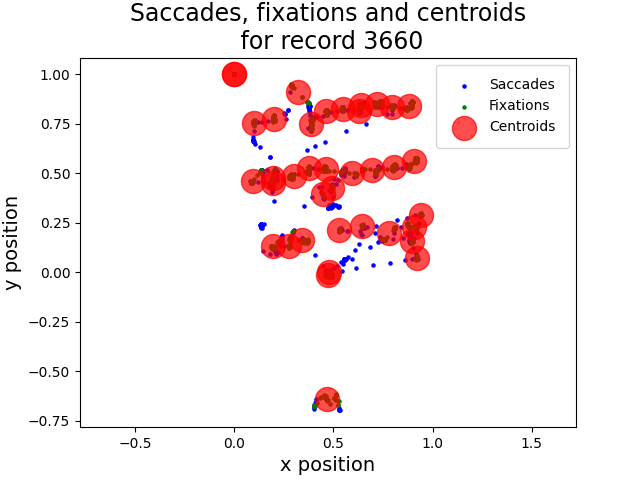 Saccades, fixations and centroids
for record 3660
Saccades
Fixations
Centroids
1.00
0.75
0.50
0.25
0.00
−0.25
−0.50
−0.75
y position
−0.5
0.0
0.5
1.0
1.5
x position